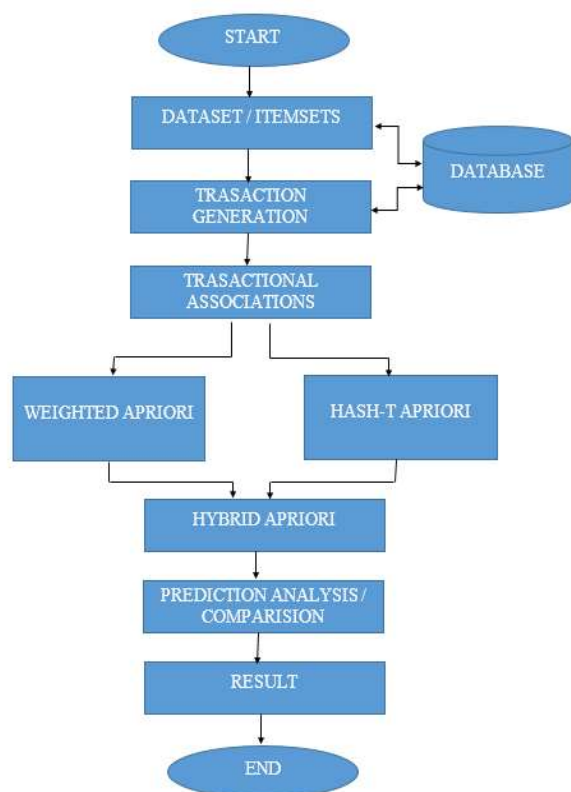 START
DATASET / ITEMSETS
DATABASE
TRASACTION
GENERATION
TRASACTIONAL
ASSOCIATIONS
WEIGHTED APRIORI
HASH-T APRIORI
HYBRID APRIORI
PREDICTION ANALYSIS /
COMPARISION
RESULT
END